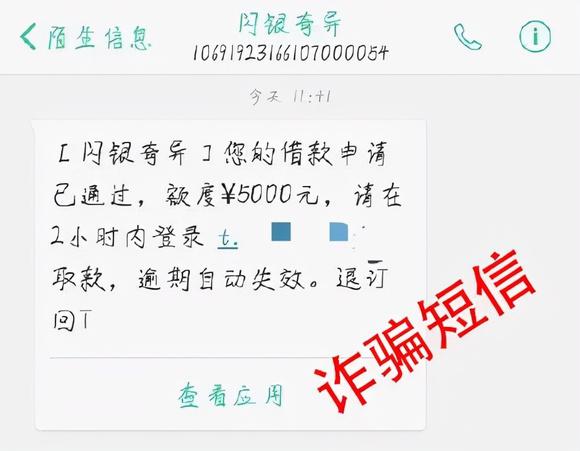 陌生信息
闪银奇异
10691923166107000054
今天 11:41
［闪银奇异］您的借款申请
已通过，额度¥5000元，请在
2小时内登录 t.
取款，逾期自动失效。退订
回T
查看应用
诈骗短信